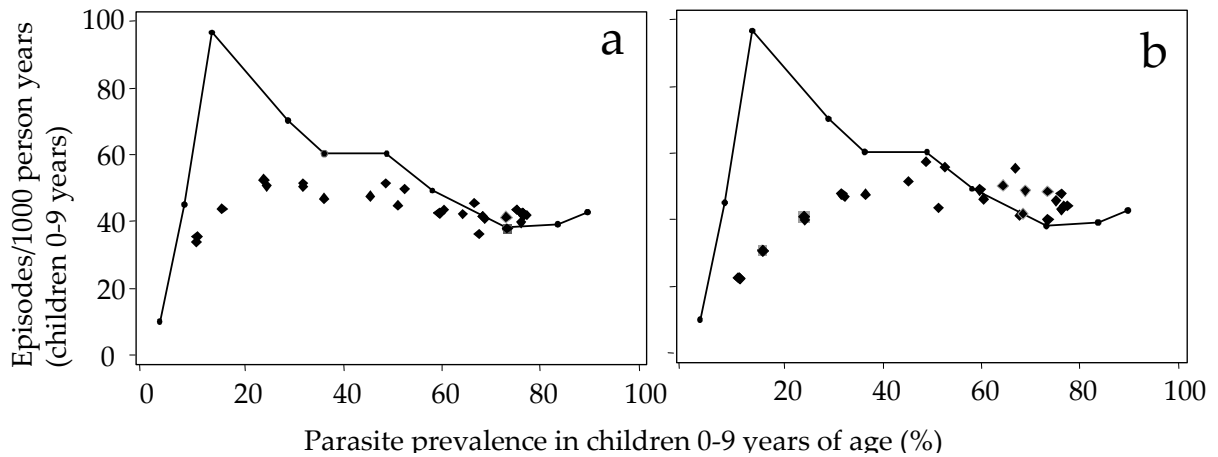 Episodes/1000 person years
(children 0-9 years)
100
80
60
40
20
0
a
b
0 20 40 60 80 100
20 40 60 80 100
Parasite prevalence in children 0-9 years of age (%)